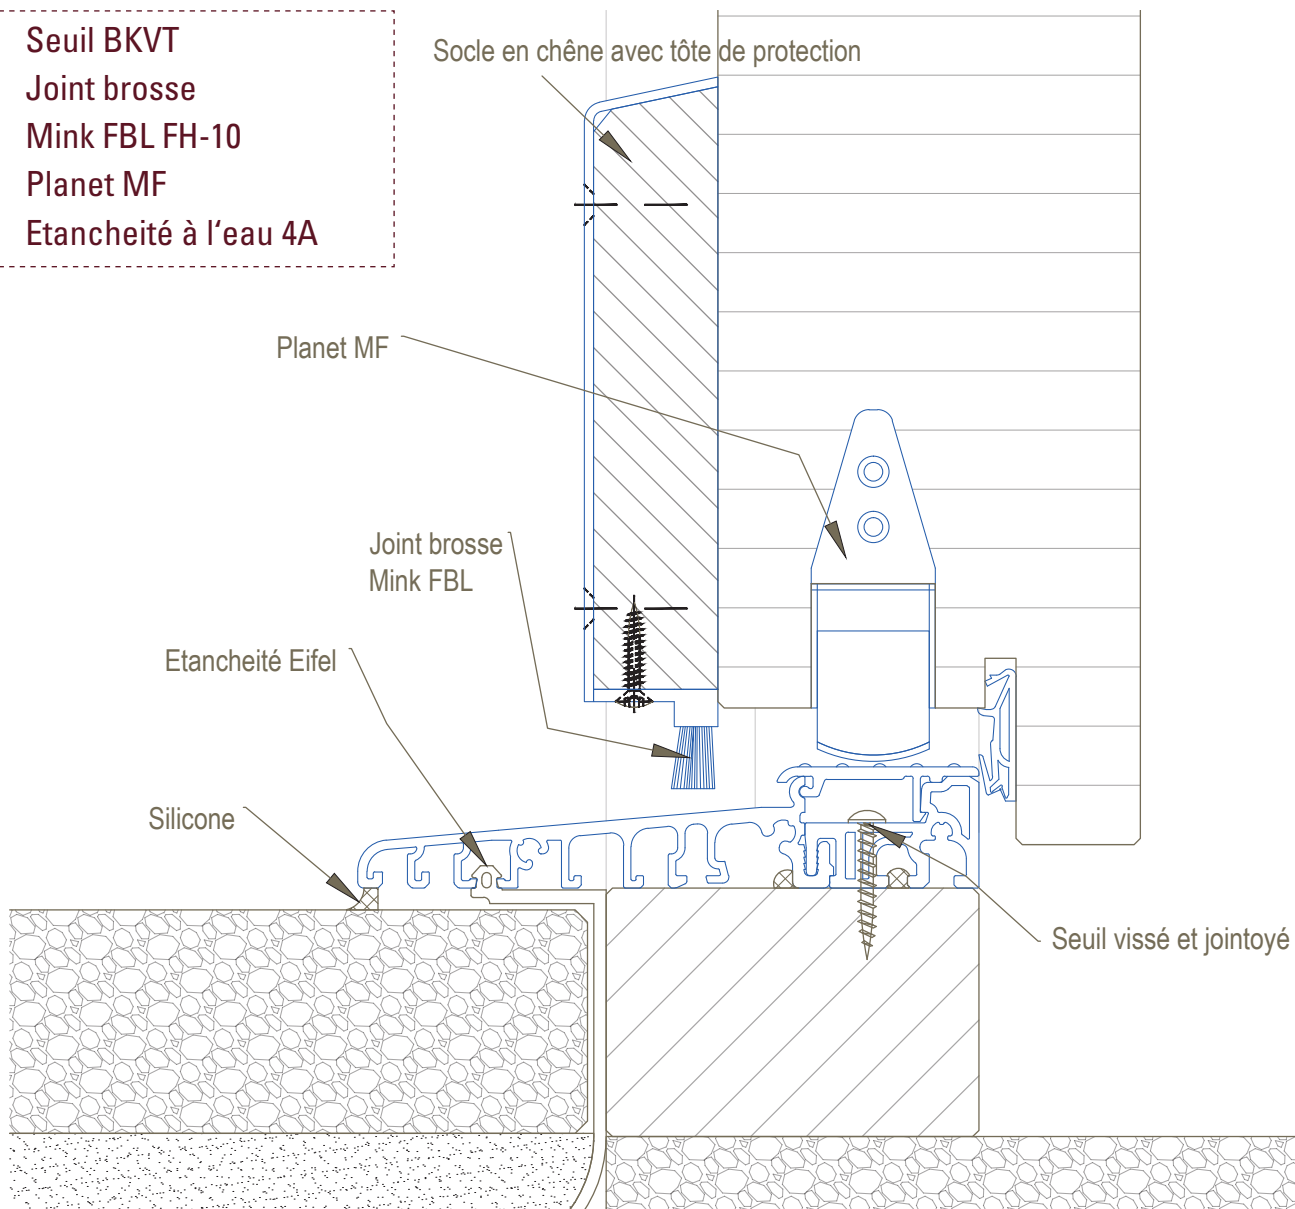 Seuil BKVT
Joint brosse
Mink FBL FH-10
Planet MF
Etancheité à l‘eau 4A
Socle en chêne avec tôte de protection
Planet MF
Joint brosse
Mink FBL
Etancheité Eifel
Silicone
Seuil vissé et jointoyé